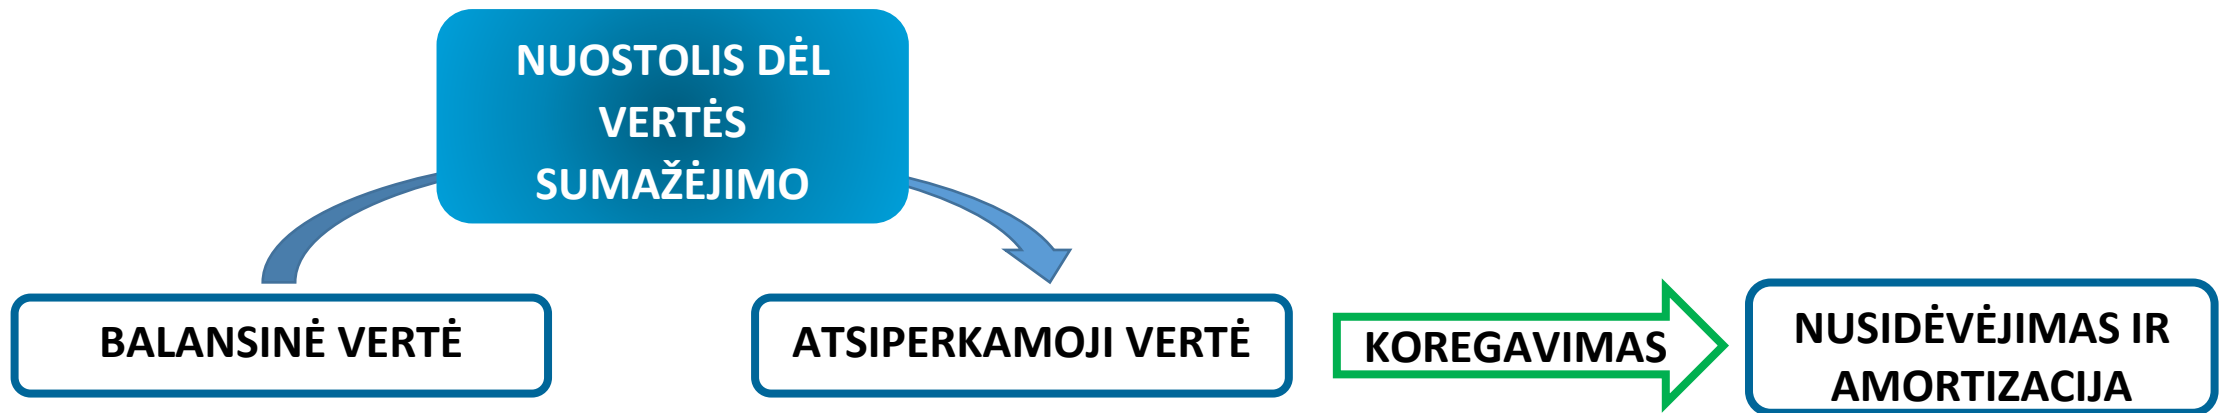 NUOSTOLIS DĖL
VERTĖS
SUMAŽĖJIMO
BALANSINĖ VERTĖ
ATSIPERKAMOJI VERTĖ
KOREGAVIMAS
NUSIDĖVĖJIMAS IR
AMORTIZACIJA